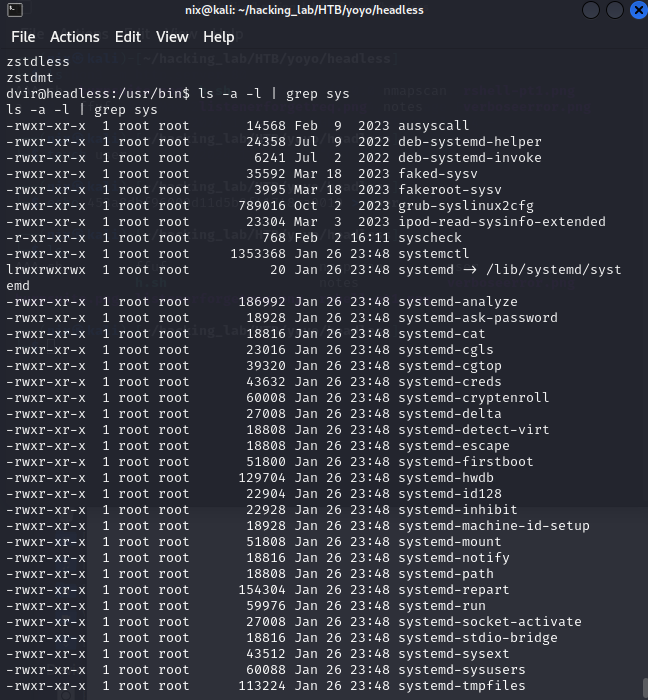 nix@kali: ~/hacking_lab/HTB/yoyo/headless
File Actions Edit View Help
zstdless
zstdmt
dvir@headless:/usr/bin$ ls -a -l | grep sys
ls -a -l | grep sys
-rwxr-xr-x 1 root root 14568 Feb 9 2023 ausyscall
-rwxr-xr-x 1 root root 24358 Jul 9 2022 deb-systemd-helper
-rwxr-xr-x 1 root root 6241 Jul 2 2022 deb-systemd-invoke
-rwxr-xr-x 1 root root 35592 Mar 18 2023 faked-sysv
-rwxr-xr-x 1 root root 3995 Mar 18 2023 fakeroot-sysv
-rwxr-xr-x 1 root root 789016 Oct 2 2023 grub-syslinux2cfg
-rwxr-xr-x 1 root root 23304 Mar 3 2023 ipod-read-sysinfo-extended
-r-xr-xr-x 1 root root 768 Feb 16:11 syscheck
-rwxr-xr-x 1 root root 1353368 Jan 26 23:48 systemctl
lrwxrwxrwx 1 root root 20 Jan 26 23:48 systemd → /lib/systemd/syst
emd
-rwxr-xr-x 1 root root 186992 Jan 26 23:48 systemd-analyze
-rwxr-xr-x 1 root root 18928 Jan 26 23:48 systemd-ask-password
-rwxr-xr-x 1 root root 18816 Jan 26 23:48 systemd-cat
-rwxr-xr-x 1 root root 23016 Jan 26 23:48 systemd-cgls
-rwxr-xr-x 1 root root 39320 Jan 26 23:48 systemd-cgtop
-rwxr-xr-x 1 root root 43632 Jan 26 23:48 systemd-creds
-rwxr-xr-x 1 root root 60008 Jan 26 23:48 systemd-cryptenroll
-rwxr-xr-x 1 root root 27008 Jan 26 23:48 systemd-delta
-rwxr-xr-x 1 root root 18808 Jan 26 23:48 systemd-detect-virt
-rwxr-xr-x 1 root root 18808 Jan 26 23:48 systemd-escape
-rwxr-xr-x 1 root root 51800 Jan 26 23:48 systemd-firstboot
-rwxr-xr-x 1 root root 129704 Jan 26 23:48 systemd-hwdb
-rwxr-xr-x 1 root root 22904 Jan 26 23:48 systemd-id128
-rwxr-xr-x 1 root root 22928 Jan 26 23:48 systemd-inhibit
-rwxr-xr-x 1 root root 18928 Jan 26 23:48 systemd-machine-id-setup
-rwxr-xr-x 1 root root 51808 Jan 26 23:48 systemd-mount
-rwxr-xr-x 1 root root 18816 Jan 26 23:48 systemd-notify
-rwxr-xr-x 1 root root 18808 Jan 26 23:48 systemd-path
-rwxr-xr-x 1 root root 154304 Jan 26 23:48 systemd-repart
-rwxr-xr-x 1 root root 59976 Jan 26 23:48 systemd-run
-rwxr-xr-x 1 root root 27008 Jan 26 23:48 systemd-socket-activate
-rwxr-xr-x 1 root root 18816 Jan 26 23:48 systemd-stdio-bridge
-rwxr-xr-x 1 root root 43512 Jan 26 23:48 systemd-sysext
-rwxr-xr-x 1 root root 60088 Jan 26 23:48 systemd-sysusers
-rwxr-xr-x 1 root root 113224 Jan 26 23:48 systemd-tmpfiles